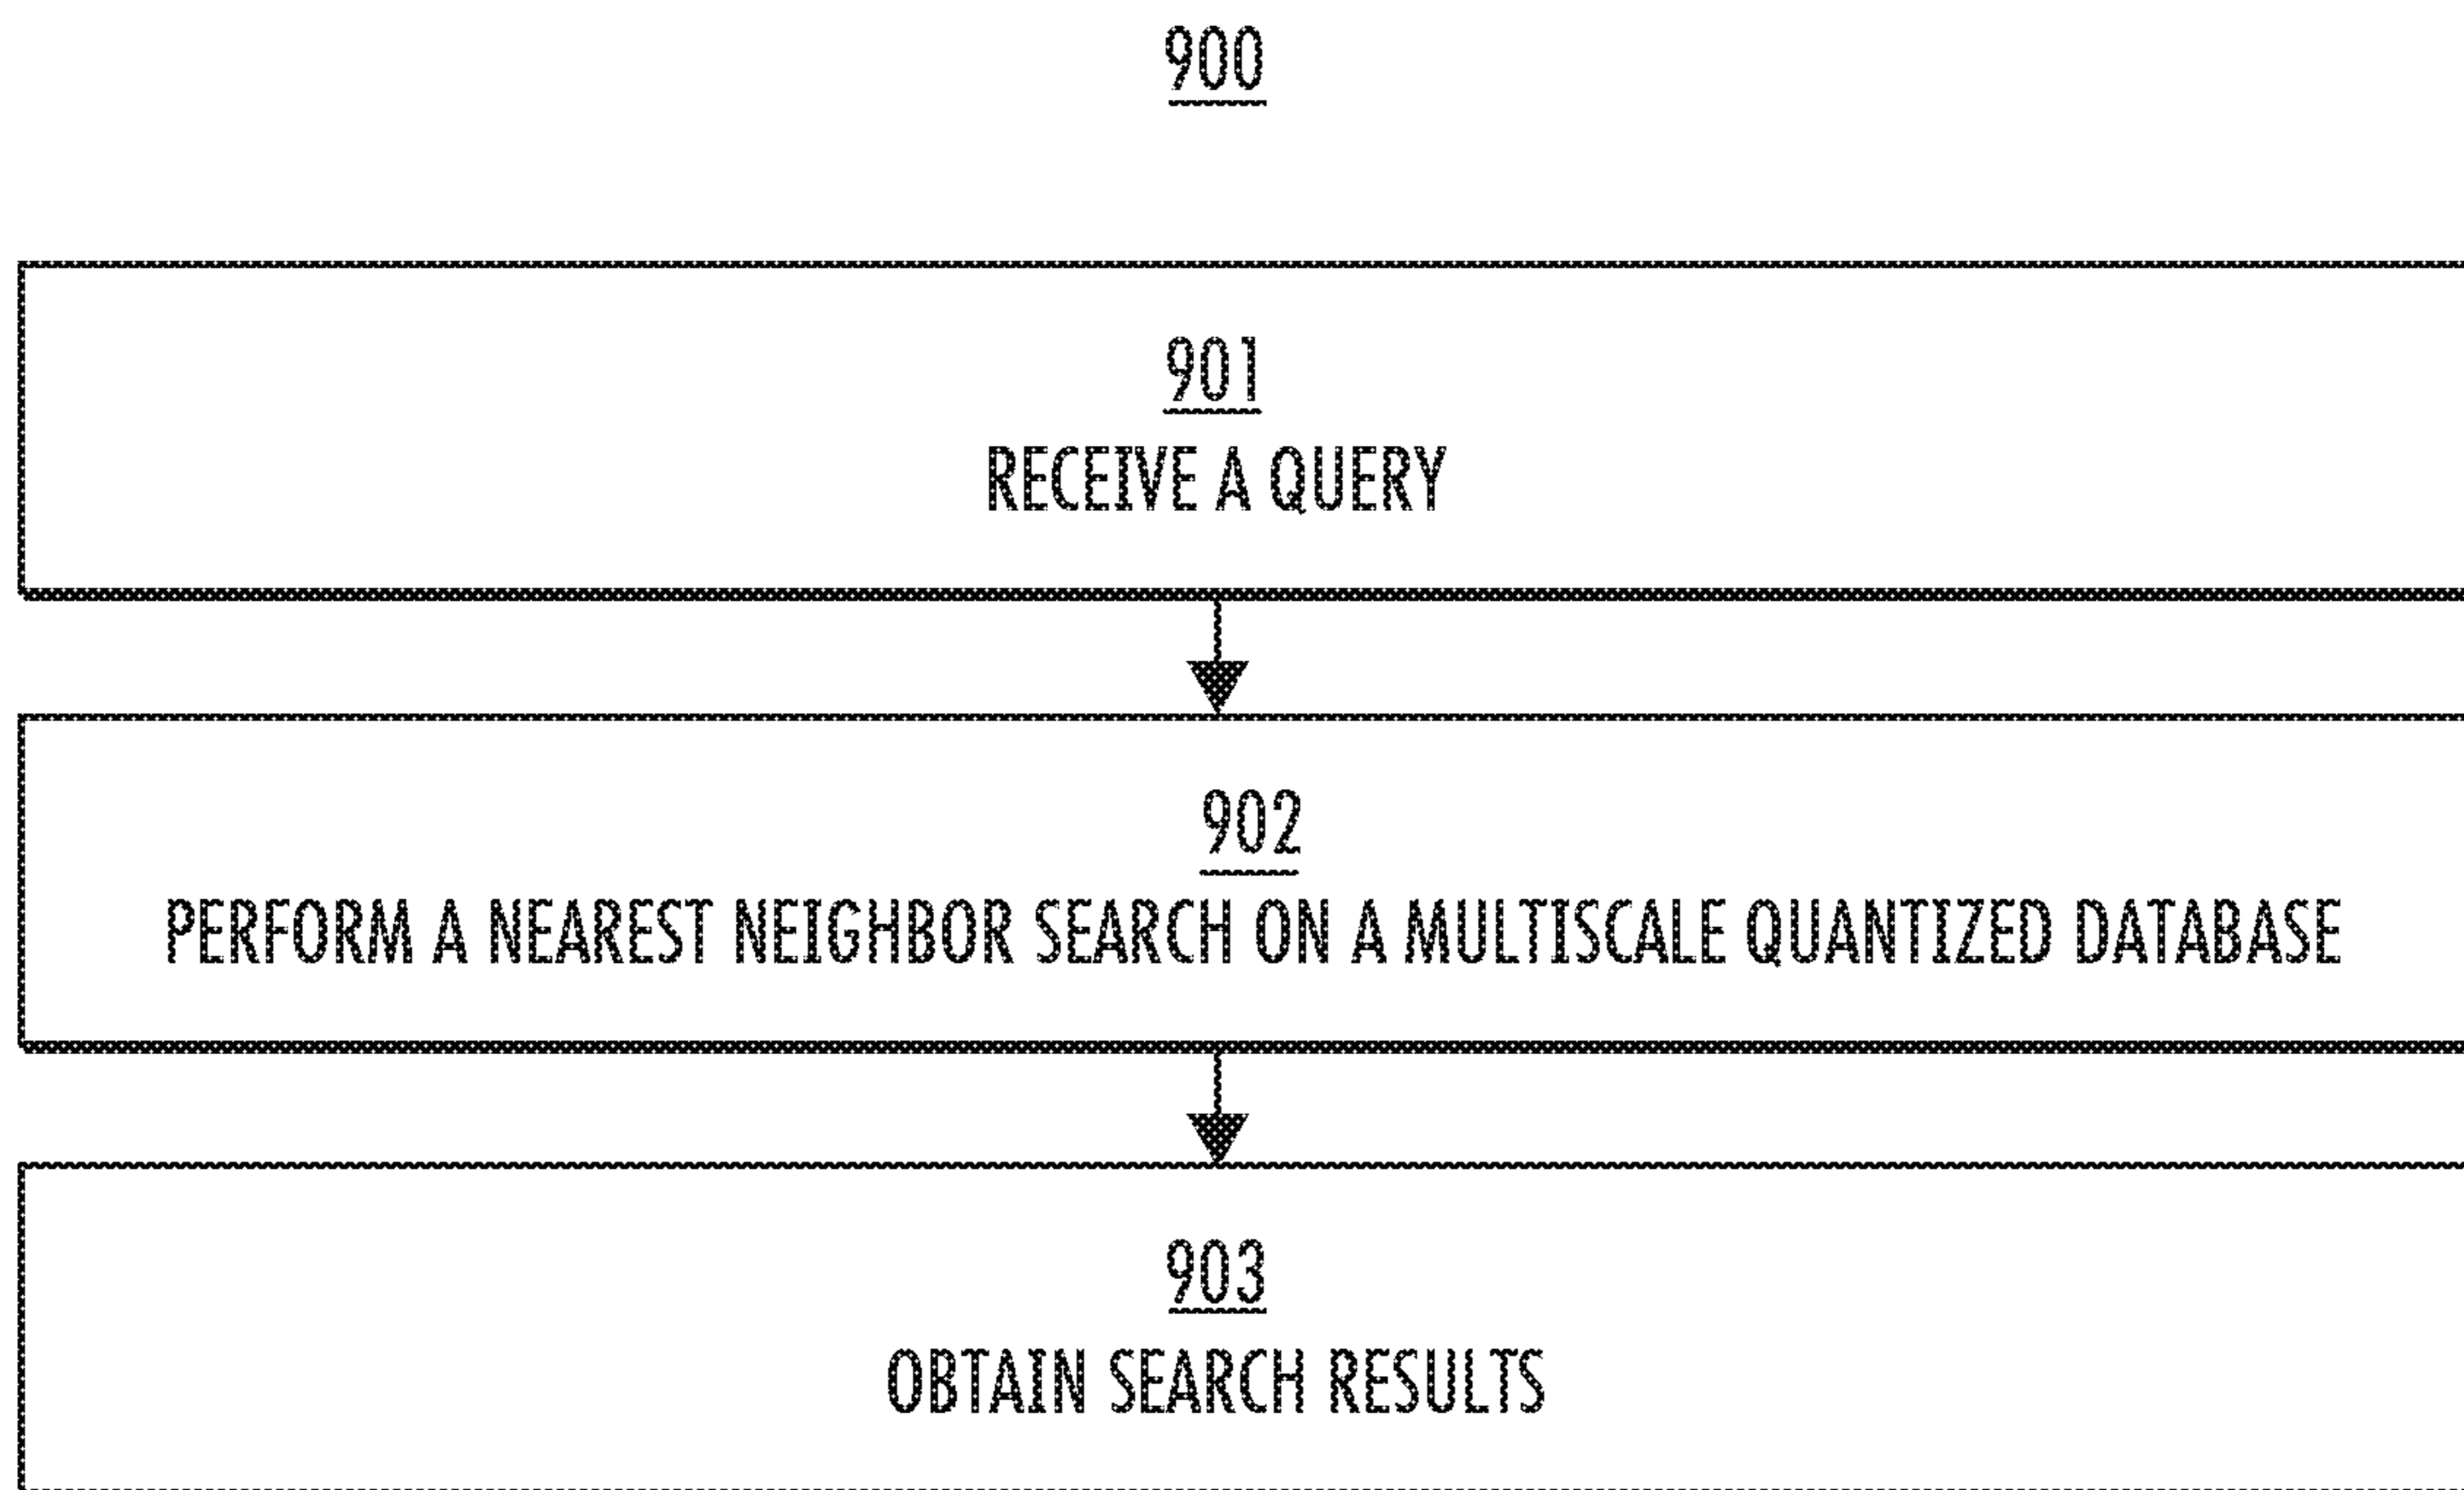 900
901
RECEIVE A QUERY
902
PERFORM A NEAREST NEIGHBOR SEARCH ON A MULTISCALE QUANTIZED DATABASE
903
OBTAIN SEARCH RESULTS